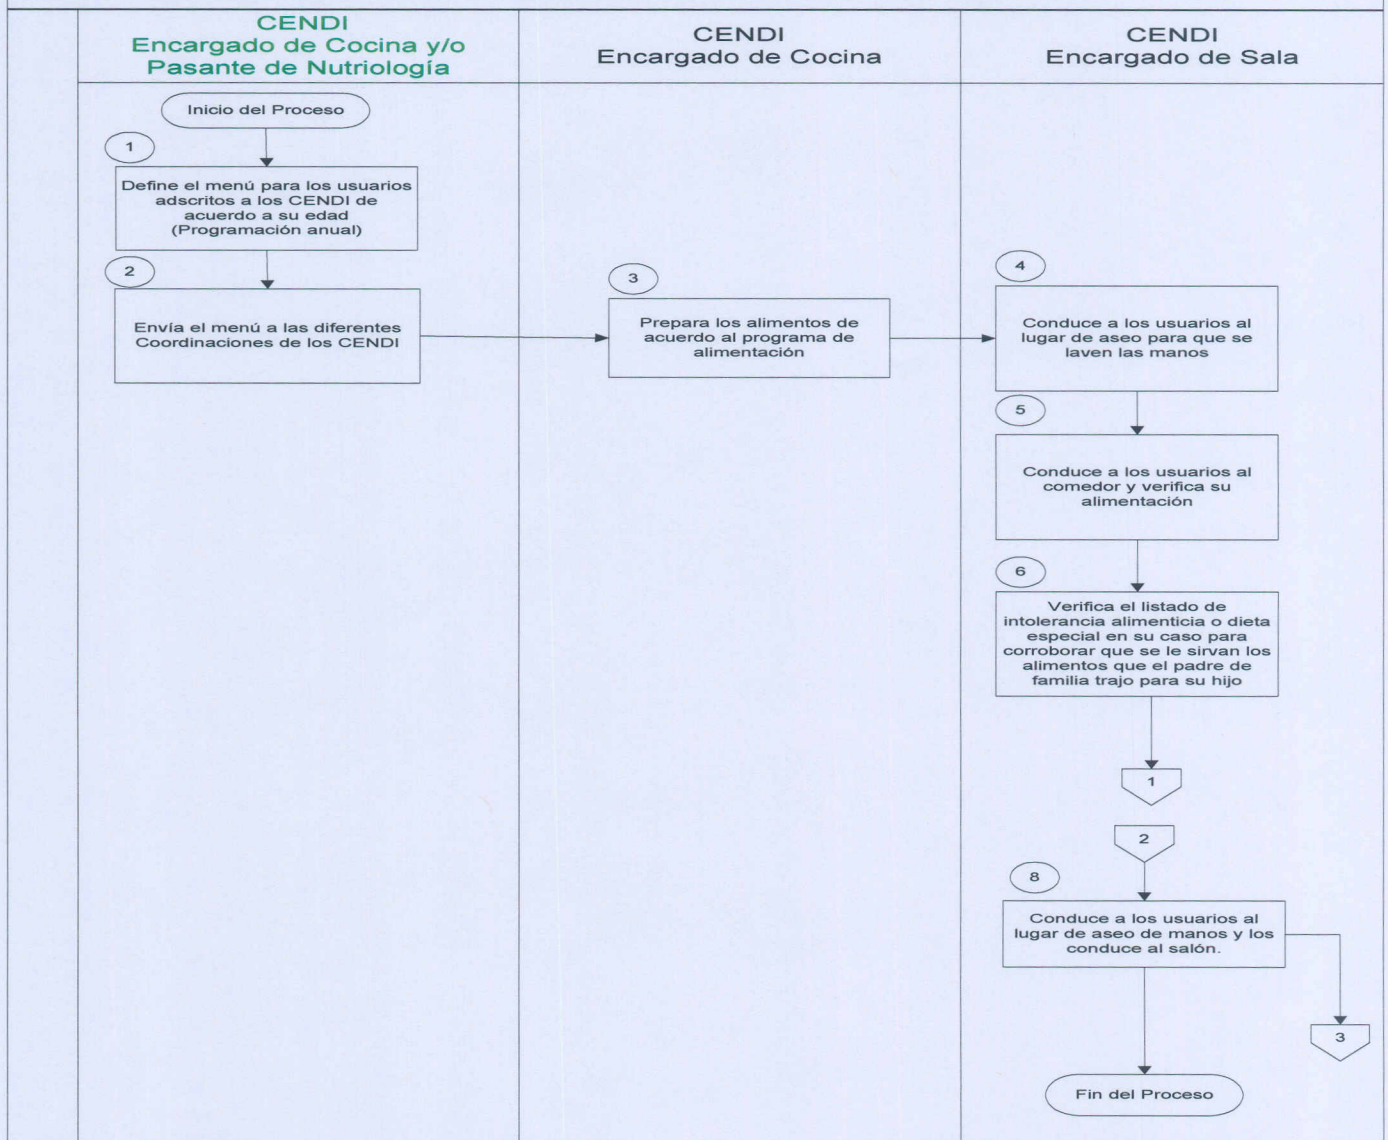 CENDI
Encargado de Cocina y/o
Pasante de Nutriología
CENDI
Encargado de Cocina
CENDI
Encargado de Sala
Inicio del Proceso
1
Define el menú para los usuarios
adscritos a los CENDI de
acuerdo a su edad
(Programación anual)
2
Envía el menú a las diferentes
Coordinaciones de los CENDI
3
Prepara los alimentos de
acuerdo al programa de
alimentación
4
Conduce a los usuarios al
lugar de aseo para que se
laven las manos
5
Conduce a los usuarios al
comedor y verifica su
alimentación
6
Verifica el listado de
intolerancia alimenticia o dieta
especial en su caso para
corroborar que se le sirvan los
alimentos que el padre de
familia trajo para su hijo
1
2
8
Conduce a los usuarios al
lugar de aseo de manos y los
conduce al salón.
3
Fin del Proceso